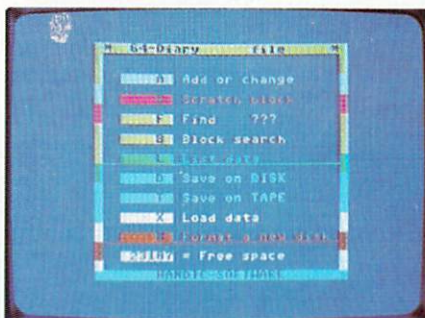 64-Diary file
A Add or change
Scratch block
F Find ???
B Block search
L List data
D Save on DISK
T Save on TAPE
X Load data
Format a new disk
23187 = Free space
HANDIC SOFTWARE